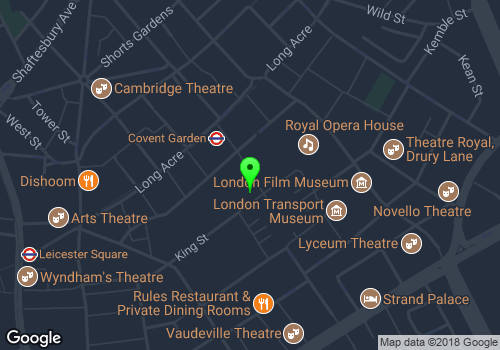 Wild St
Kemble St
Shaftesbury Ave
Shorts Gardens
Long Acre
Kean St
Cambridge Theatre
Tower St
West St
Covent Garden
Royal Opera House
Theatre Royal,
Drury Lane
Long Acre
Dishoom
London Film Museum
Arts Theatre
London Transport
Museum
Novello Theatre
King St
Lyceum Theatre
Leicester Square
Wyndham's Theatre
Rules Restaurant &
Private Dining Rooms
Strand Palace
Vaudeville Theatre
Google
Map data ©2018 Google